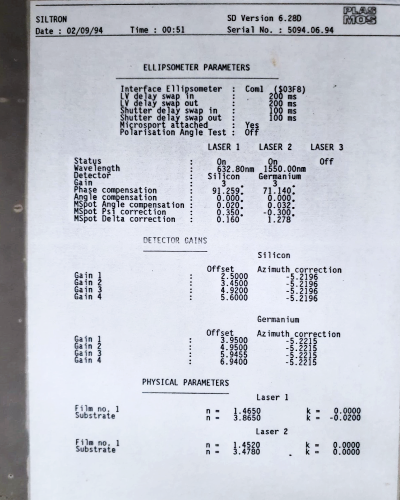 SILTRON SD Version 6.28D PLAS MOS
Date : 02/09/94 Time : 00:51 Serial No. : 5094.06.94
ELLIPSOMETER PARAMETERS
Interface Ellipsometer : Com1 ($03F8)
LV delay swap in : 200 ms
LV delay swap out : 200 ms
Shutter delay swap in : 100 ms
Shutter delay swap out : 100 ms
Microsport attached : Yes
Polarisation Angle Test : Off
LASER 1 LASER 2 LASER 3
Status : On On Off
Wavelength : 632.80nm 1550.00nm
Detector : Silicon Germanium
Gain : 3 3
Phase compensation : 91.259° 71.140°
Angle compensation : 0.000° 0.000°
MSpot Angle compensation : 0.020° 0.032°
MSpot Psi correction : 0.350° -0.300°
MSpot Delta correction : 0.160° 1.278°
DETECTOR GAINS
Silicon
Offset Azimuth correction
Gain 1 : 2.5000 -5.2196
Gain 2 : 3.4500 -5.2196
Gain 3 : 4.9200 -5.2196
Gain 4 : 5.6000 -5.2196
Germanium
Offset Azimuth correction
Gain 1 : 3.9500 -5.2215
Gain 2 : 4.9500 -5.2215
Gain 3 : 5.9455 -5.2215
Gain 4 : 6.9400 -5.2215
PHYSICAL PARAMETERS
Laser 1
Film no. 1 n = 1.4650 k = 0.0000
Substrate n = 3.8650 k = -0.0200
Laser 2
Film no. 1 n = 1.4520 k = 0.0000
Substrate n = 3.4780 k = 0.0000